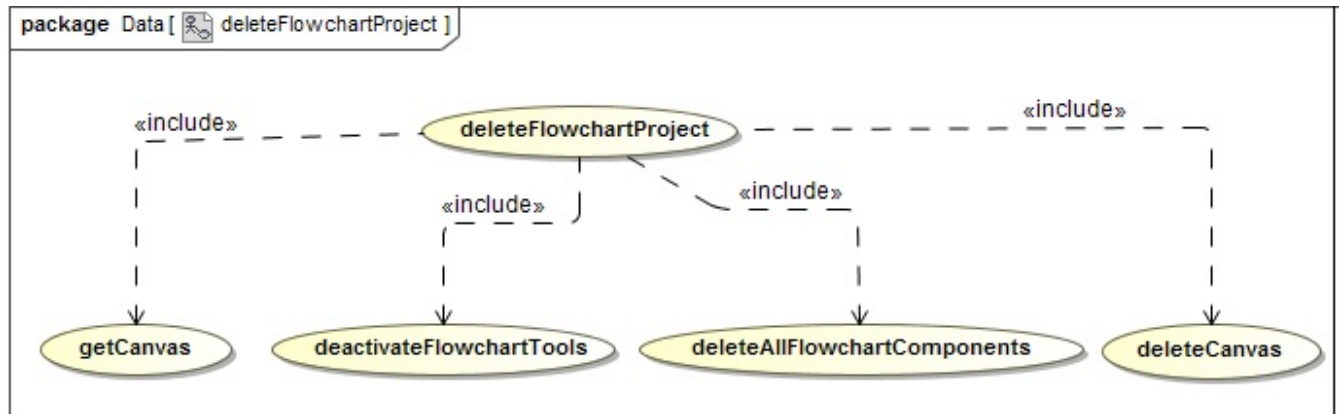 package Data [ deleteFlowchartProject ]
«include»
deleteFlowchartProject
«include»
«include»
«include»
getCanvas
deactivateFlowchartTools
deleteAllFlowchartComponents
deleteCanvas